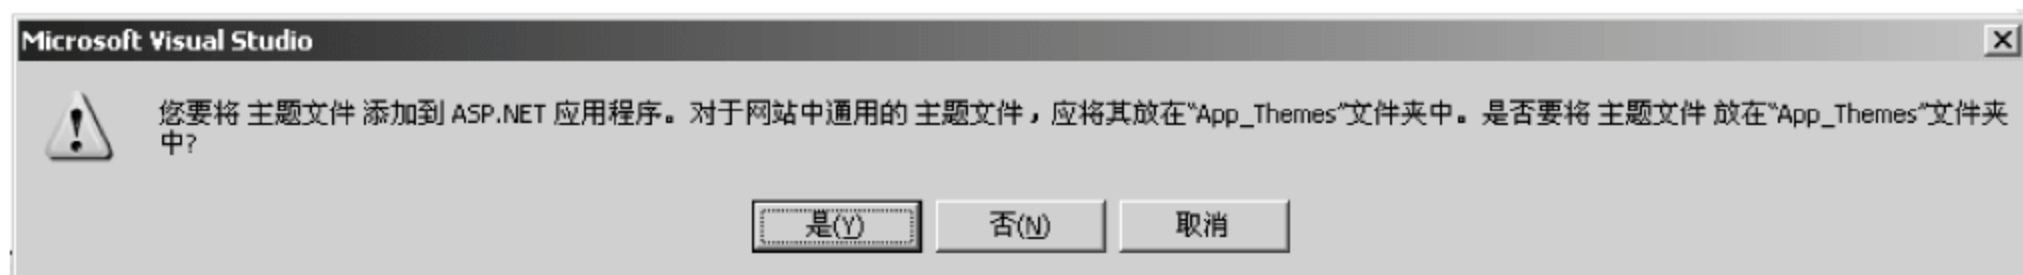 Microsoft Visual Studio
您要将 主题文件 添加到 ASP.NET 应用程序。对于网站中通用的 主题文件，应将其放在“App_Themes”文件夹中。是否要将 主题文件 放在“App_Themes”文件夹
中?
是(Y) 否(N) 取消